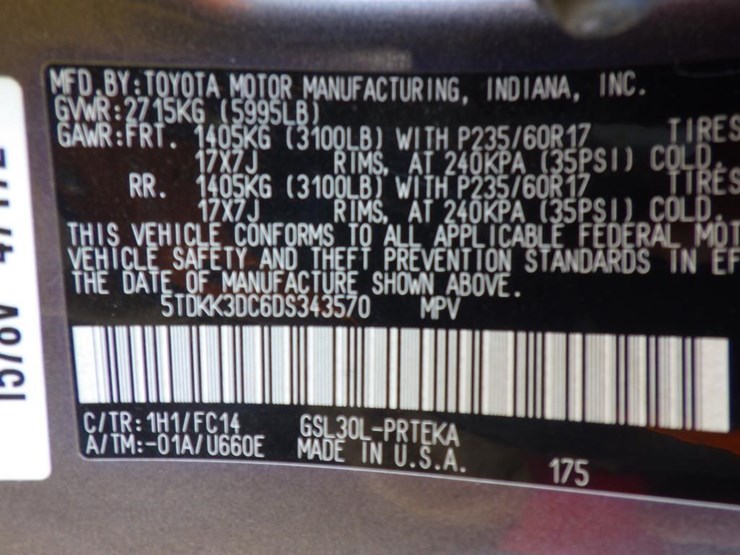 MFD. BY: TOYOTA MOTOR MANUFACTURING, INDIANA, INC.
GVWR: 2715KG (5995LB)
GAWR: FRT. 1405KG (3100LB) WITH P235/60R17 TIRES
17X7J RIMS, AT 240KPA (35PSI) COLD.
RR. 1405KG (3100LB) WITH P235/60R17 TIRES
17X7J RIMS, AT 240KPA (35PSI) COLD.
THIS VEHICLE CONFORMS TO ALL APPLICABLE FEDERAL MOT
VEHICLE SAFETY AND THEFT PREVENTION STANDARDS IN EF
THE DATE OF MANUFACTURE SHOWN ABOVE.
5TDKK3DC6DS343570 MPV
C/TR: 1H1/FC14 GSL30L-PRTEKA
A/TM: -01A/U660E MADE IN U.S.A.
175